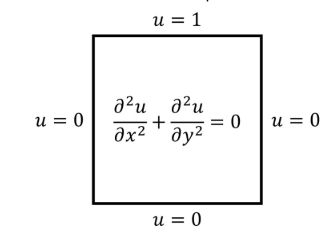 u = 1
u = 0
∂²u/∂x² + ∂²u/∂y² = 0
u = 0
u = 0